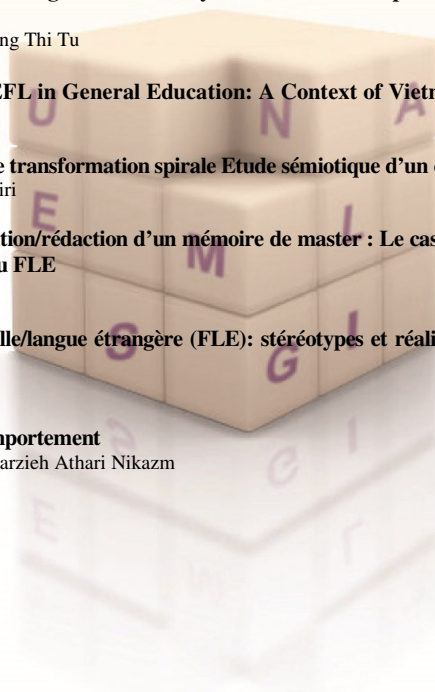 ng Thi Tu
EFL in General Education: A Context of Vietn
e transformation spirale Etude sémiotique d'un
iri
tion/rédaction d'un mémoire de master : Le cas
u FLE
lle/langue étrangère (FLE): stéréotypes et réali
mportement
arzieh Athari Nikazm
U N A
E M L
S G I